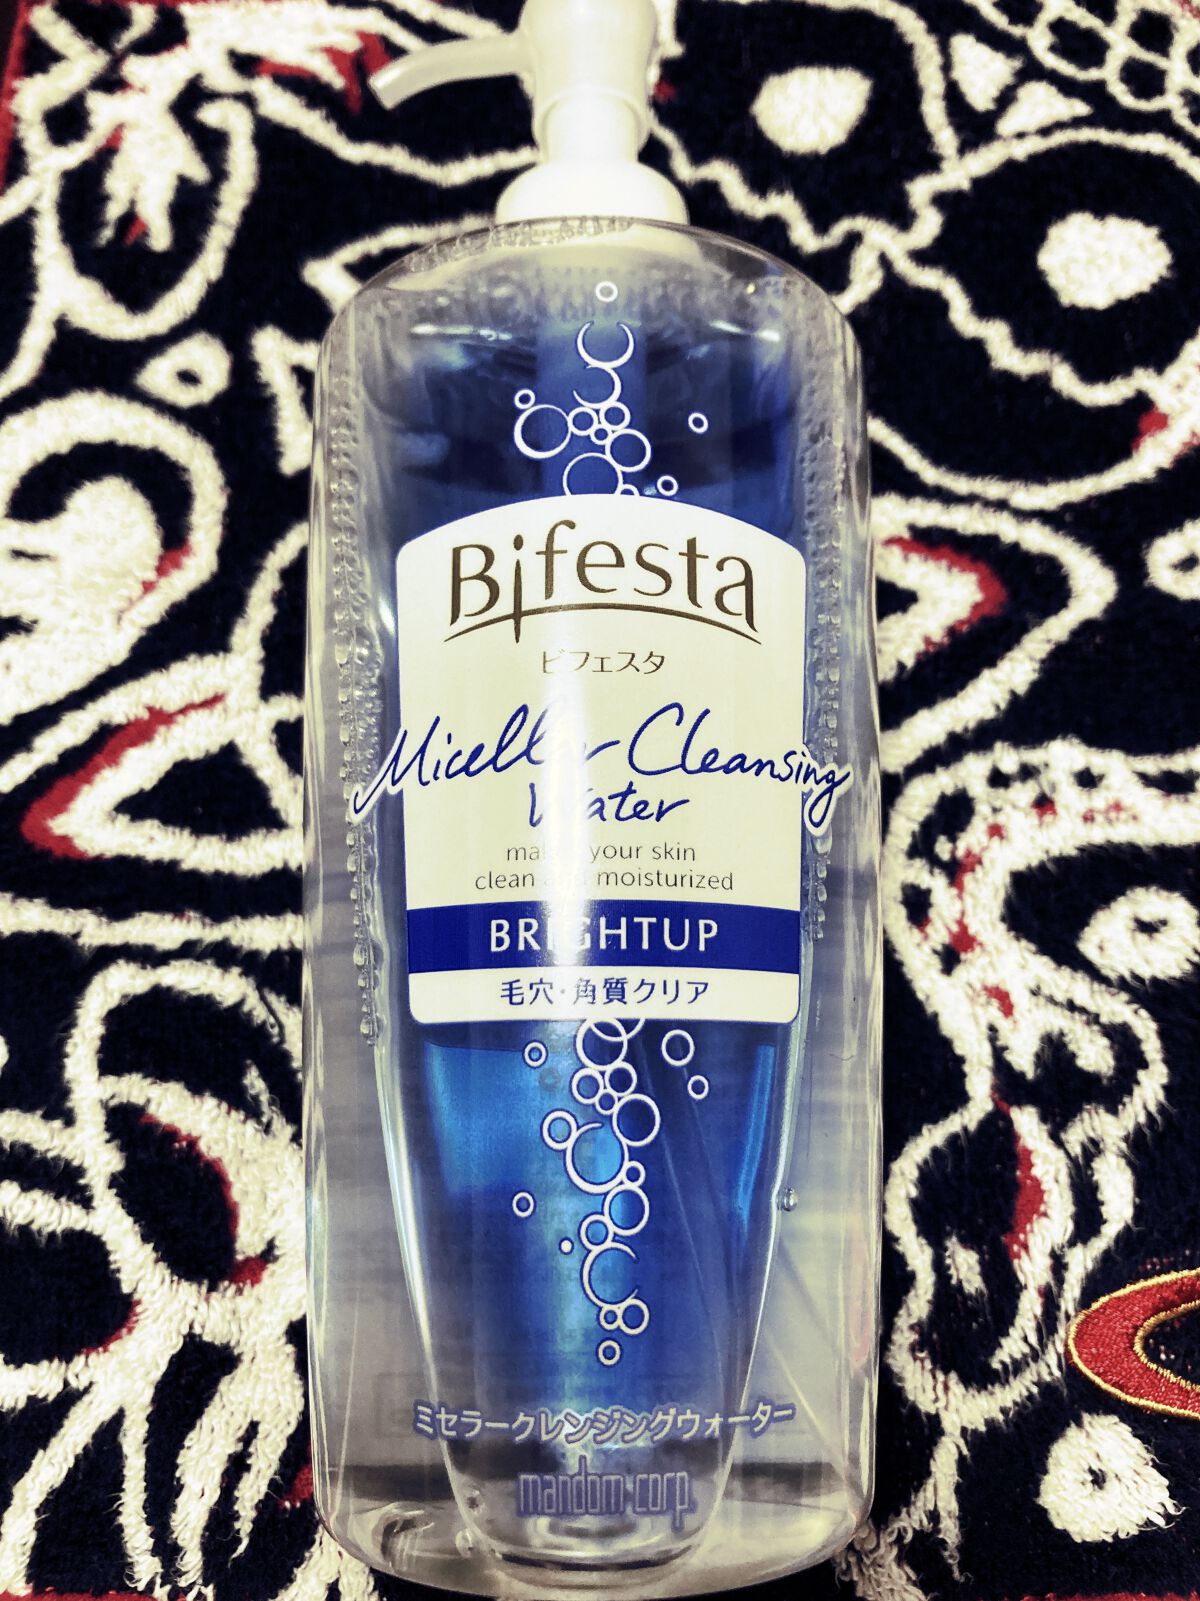 Bifesta
ビフェスタ
Micellar Cleansing
Water
make your skin
clean and moisturized
BRIGHTUP
毛穴・角質クリア
ミセラークレンジングウォーター
mandom corp.